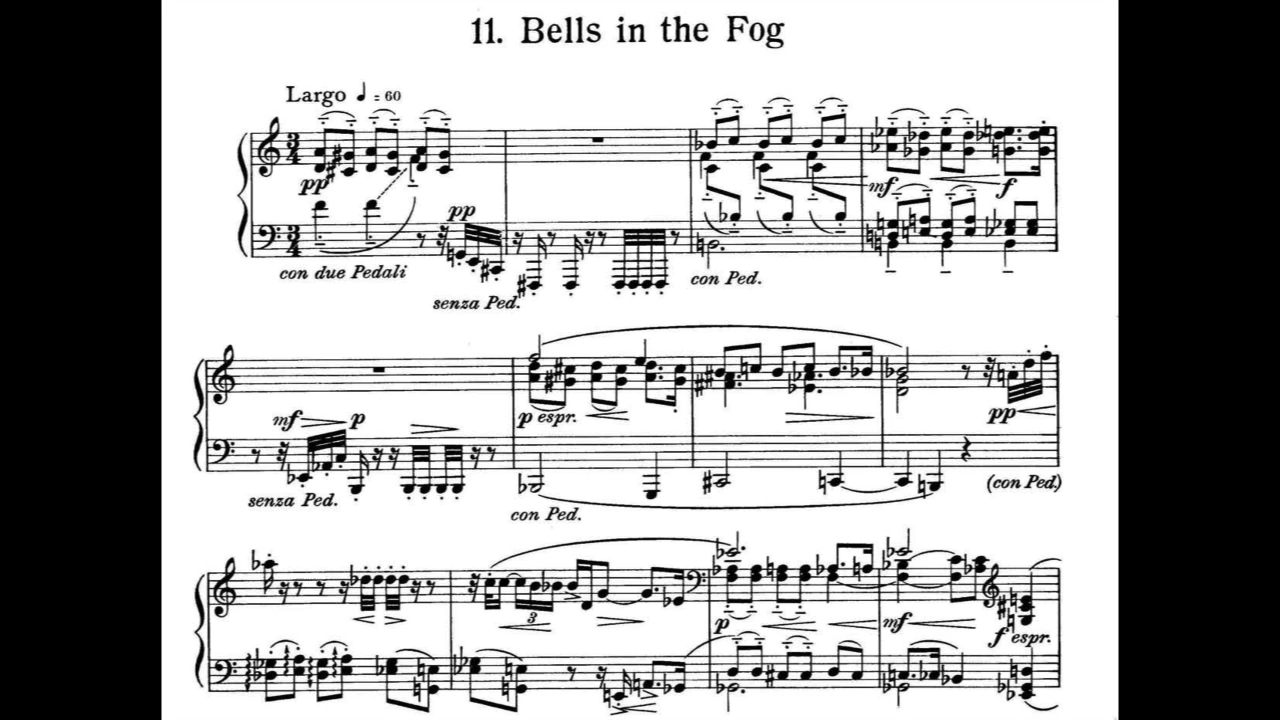 11. Bells in the Fog
Largo ♩ = 60
pp
pp
mf
f
con due Pedali
senza Ped.
con Ped.
mf
p
p espr.
pp
senza Ped.
con Ped.
(con Ped.)
3
p
mf
f espr.